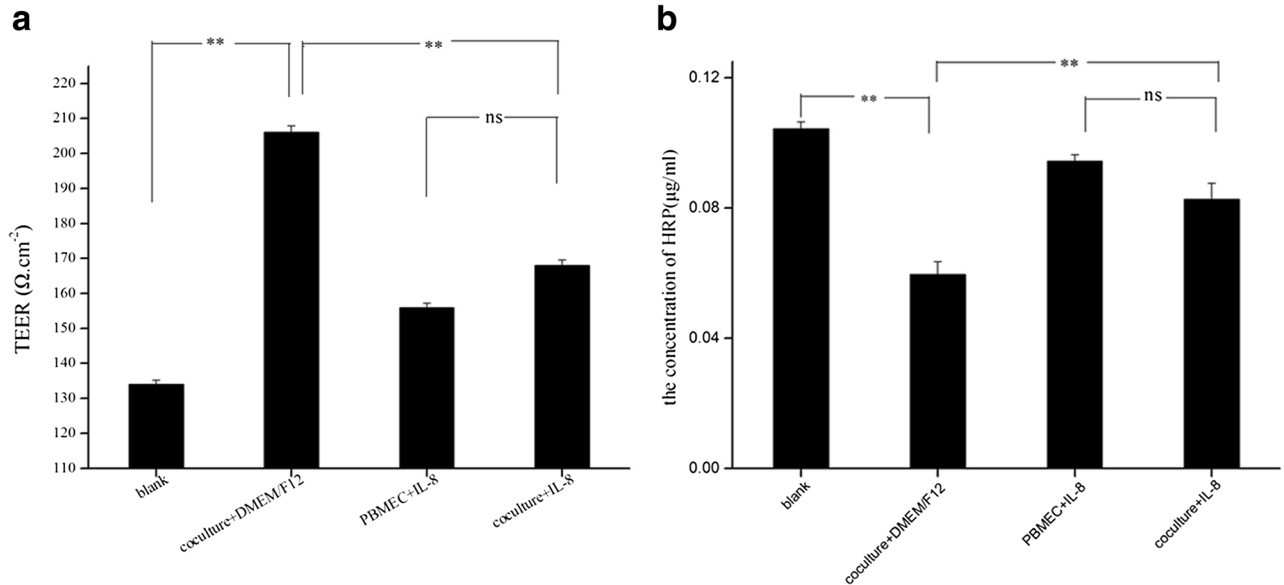 a
**
**
ns
220
210
200
190
180
170
160
150
140
130
120
110
TEER (Ω.cm-2)
blank
coculture+DMEM/F12
PBMEC+IL-8
coculture+IL-8
b
**
**
ns
0.12
0.08
0.04
0.00
the concentration of HRP(μg/ml)
blank
coculture+DMEM/F12
PBMEC+IL-8
coculture+IL-8